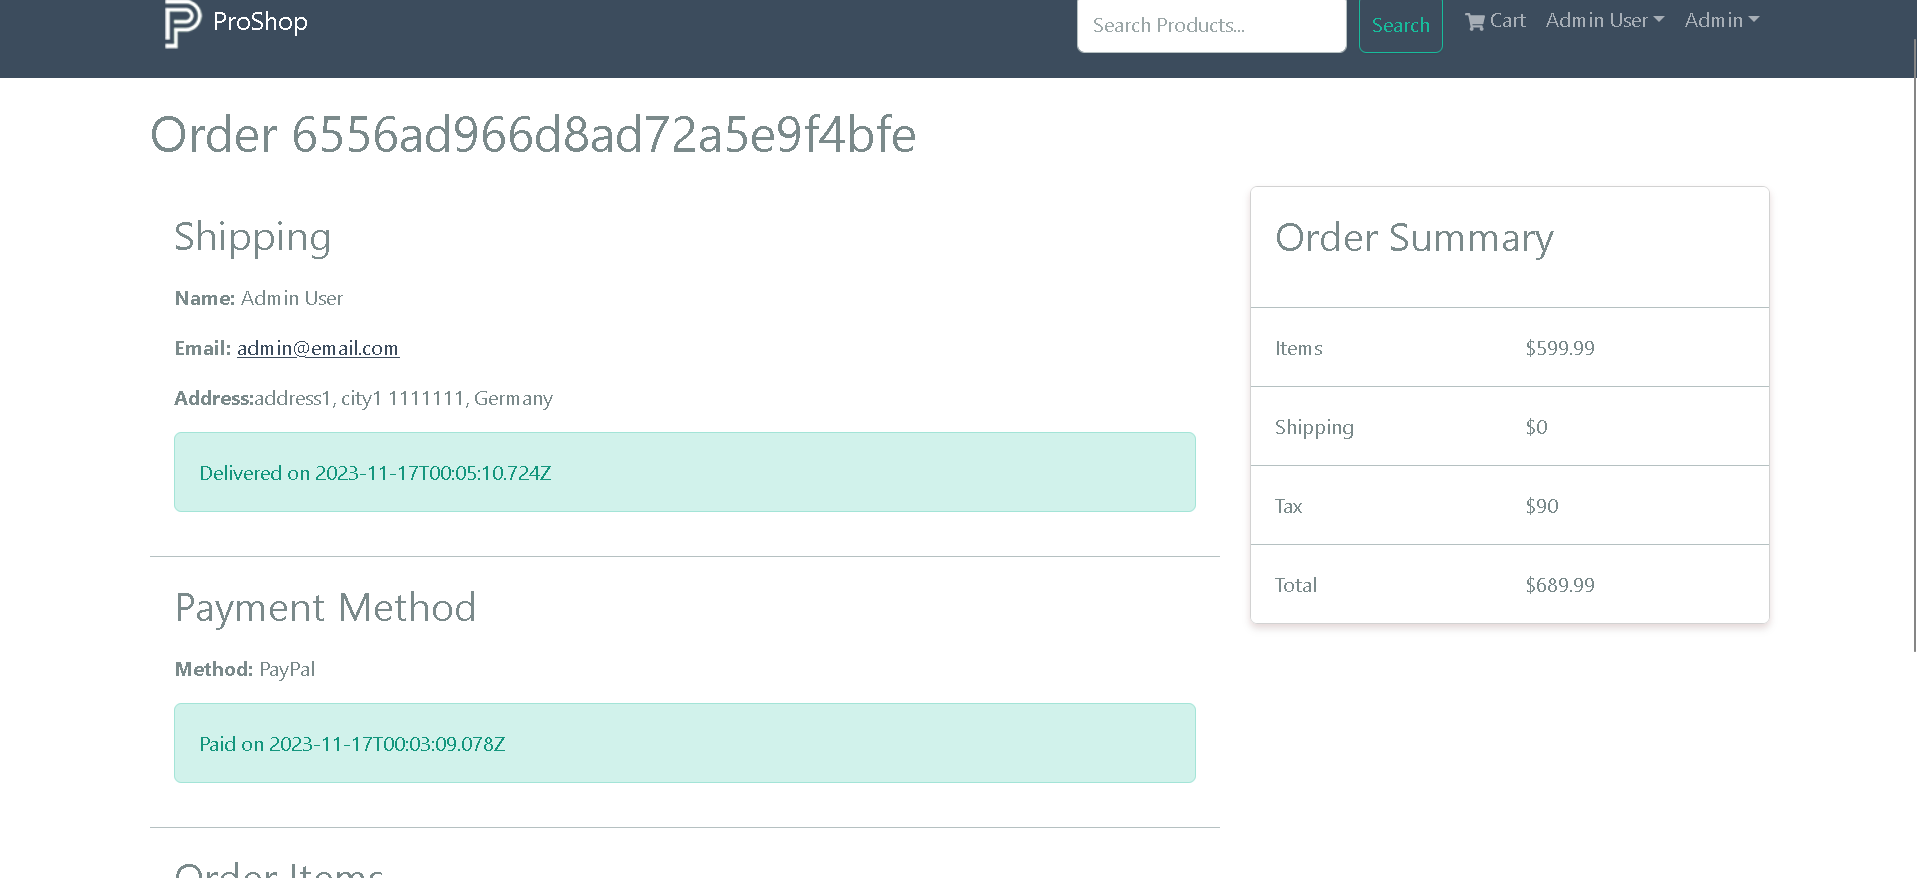 ProShop
Search Products...
Search
Cart
Admin User
Admin
Order 6556ad966d8ad72a5e9f4bfe
Shipping
Name: Admin User
Email: admin@email.com
Address:address1, city1 1111111, Germany
Delivered on 2023-11-17T00:05:10.724Z
Payment Method
Method: PayPal
Paid on 2023-11-17T00:03:09.078Z
Order Items
Order Summary
Items $599.99
Shipping $0
Tax $90
Total $689.99